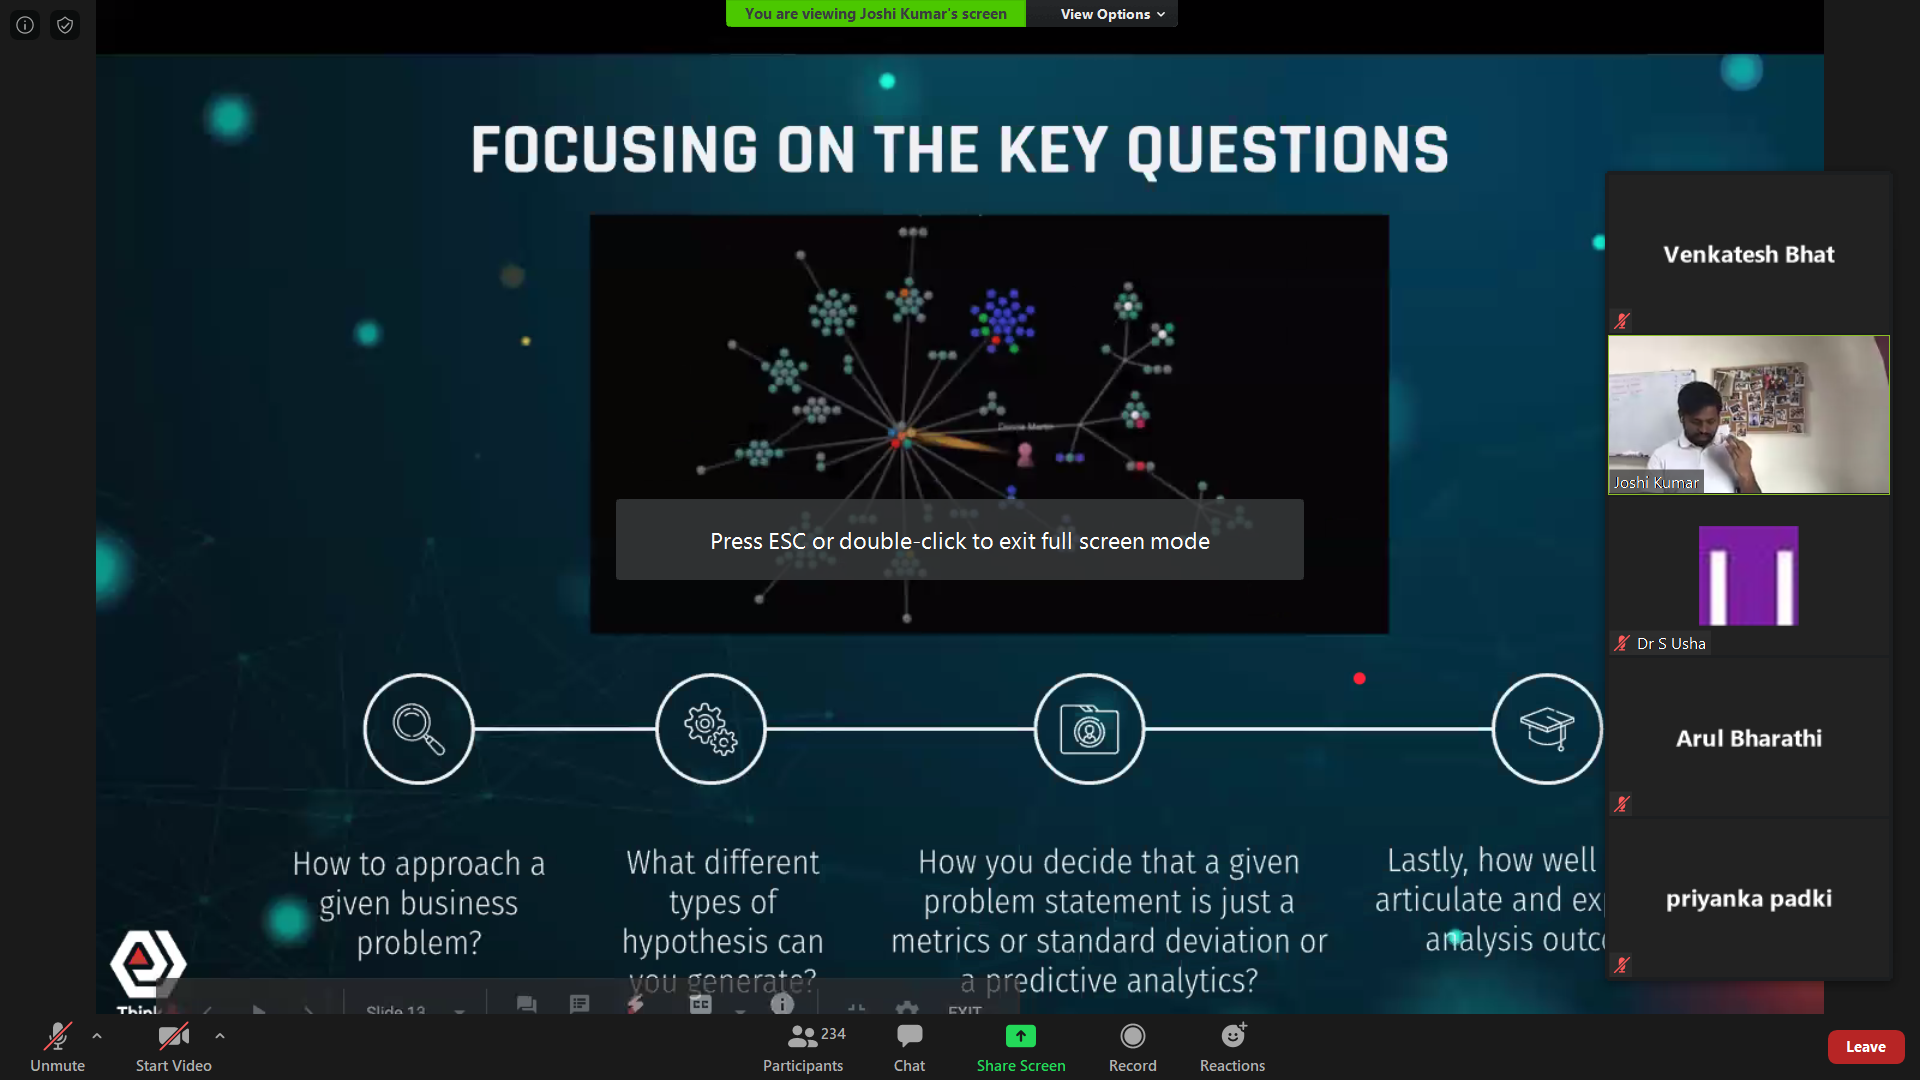 You are viewing Joshi Kumar's screen
View Options
FOCUSING ON THE KEY QUESTIONS
Press ESC or double-click to exit full screen mode
How to approach a
given business
problem?
What different
types of
hypothesis can
you generate?
How you decide that a given
problem statement is just a
metrics or standard deviation or
a predictive analytics?
Lastly, how well
articulate and
analysis
Slide 13
CC
EXIT
Venkatesh Bhat
Joshi Kumar
Dr S Usha
Arul Bharathi
priyanka padki
Unmute
Start Video
234
Participants
Chat
Share Screen
Record
Reactions
Leave